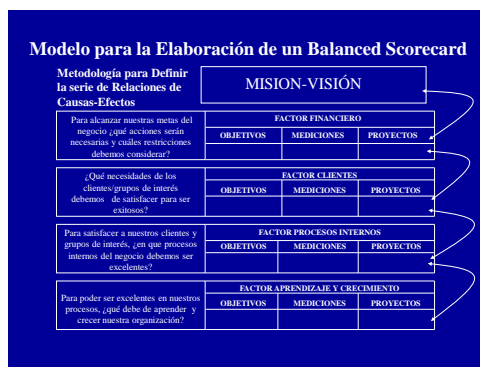 Modelo para la Elaboración de un Balanced Scorecard
Metodología para Definir
la serie de Relaciones de
Causas-Efectos
MISION-VISIÓN
Para alcanzar nuestras metas del
negocio ¿qué acciones serán
necesarias y cuáles restricciones
debemos considerar?
FACTOR FINANCIERO
OBJETIVOS MEDICIONES PROYECTOS
¿Qué necesidades de los
clientes/grupos de interés
debemos de satisfacer para ser
exitosos?
FACTOR CLIENTES
OBJETIVOS MEDICIONES PROYECTOS
Para satisfacer a nuestros clientes y
grupos de interés, ¿en que procesos
internos del negocio debemos ser
excelentes?
FACTOR PROCESOS INTERNOS
OBJETIVOS MEDICIONES PROYECTOS
Para poder ser excelentes en nuestros
procesos, ¿qué debe de aprender y
crecer nuestra organización?
FACTOR APRENDIZAJE Y CRECIMIENTO
OBJETIVOS MEDICIONES PROYECTOS